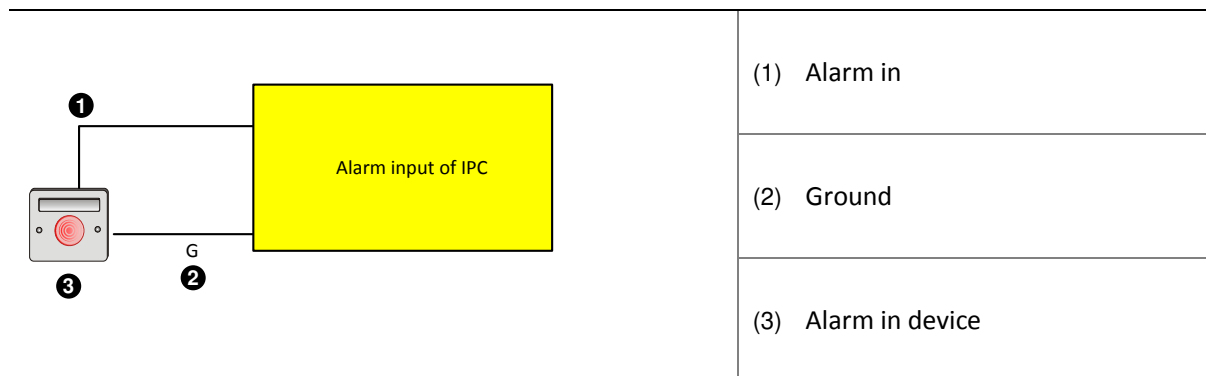 ❶
Alarm input of IPC
G
❷
❸
(1) Alarm in
(2) Ground
(3) Alarm in device